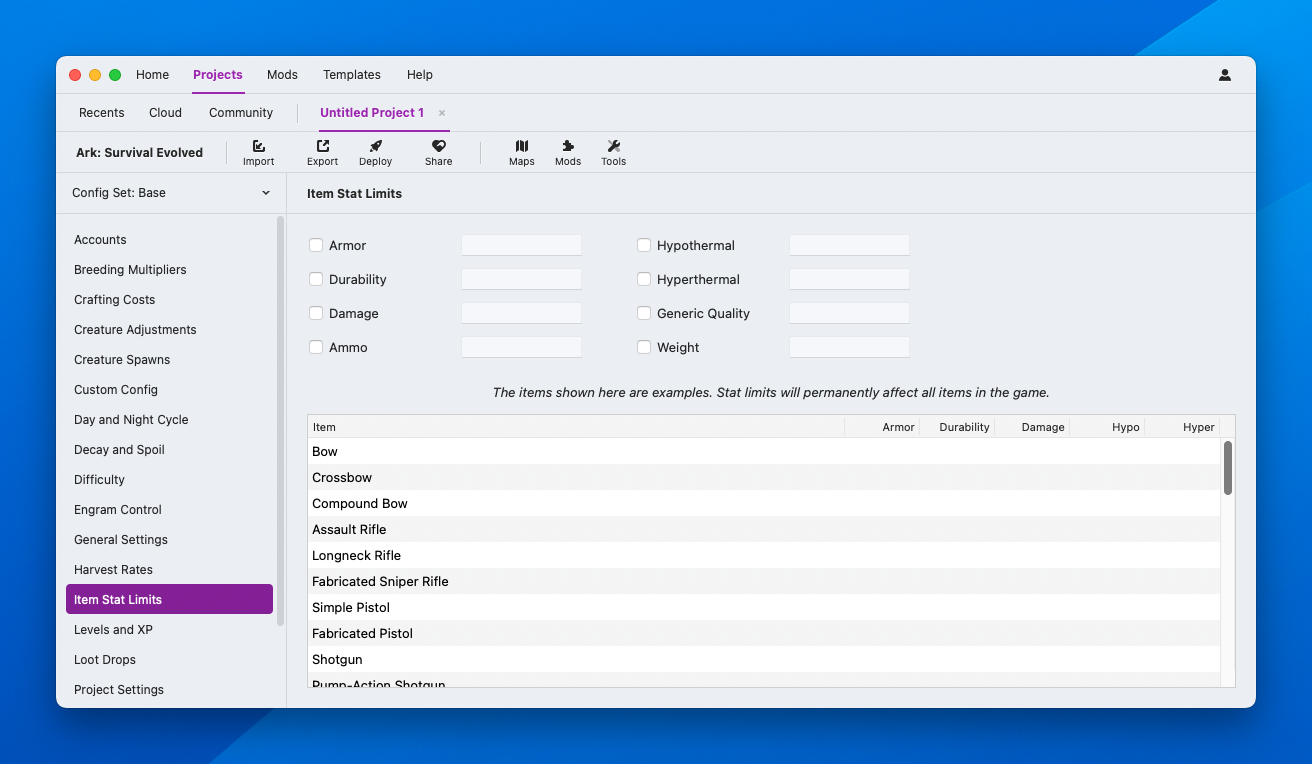 Home Projects Mods Templates Help
Recents Cloud Community Untitled Project 1 ×
Ark: Survival Evolved Import Export Deploy Share Maps Mods Tools
Config Set: Base
Accounts
Breeding Multipliers
Crafting Costs
Creature Adjustments
Creature Spawns
Custom Config
Day and Night Cycle
Decay and Spoil
Difficulty
Engram Control
General Settings
Harvest Rates
Item Stat Limits
Levels and XP
Loot Drops
Project Settings
Item Stat Limits
Armor Hypothermal
Durability Hyperthermal
Damage Generic Quality
Ammo Weight
The items shown here are examples. Stat limits will permanently affect all items in the game.
Item Armor Durability Damage Hypo Hyper
Bow
Crossbow
Compound Bow
Assault Rifle
Longneck Rifle
Fabricated Sniper Rifle
Simple Pistol
Fabricated Pistol
Shotgun
Pump-Action Shotgun